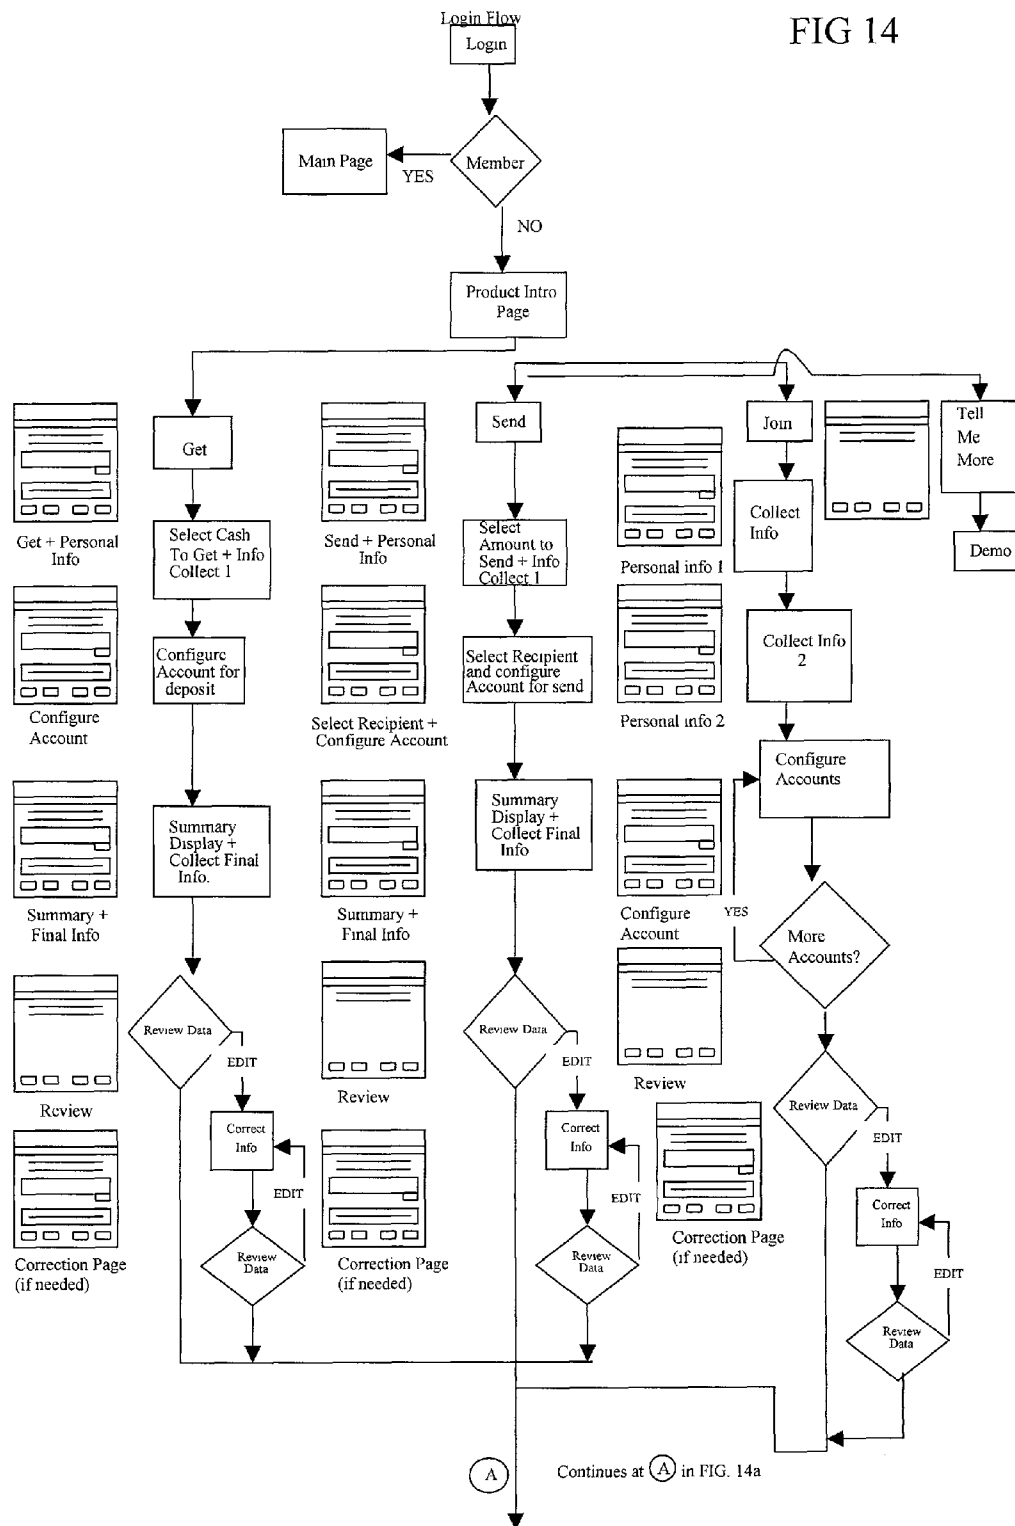 Login Flow
FIG 14
Login
Member
Main Page
YES
NO
Product Intro
Page
Get
Send
Join
Tell
Me
More
Get + Personal
Info
Select Cash
To Get + Info
Collect 1
Send + Personal
Info
Select
Amount to
Send + Info
Collect 1
Personal info 1
Collect
Info
Demo
Configure
Account
Configure
Account for
deposit
Select Recipient +
Configure Account
Select Recipient
and configure
Account for send
Personal info 2
Collect Info
2
Configure
Accounts
Summary +
Final Info
Summary
Display +
Collect Final
Info.
Summary +
Final Info
Summary
Display +
Collect Final
Info
Configure
Account
YES
More
Accounts?
Review
Review Data
EDIT
Review
Review Data
EDIT
Review
Review Data
EDIT
Correction Page
(if needed)
Correct
Info
EDIT
Review
Data
Correction Page
(if needed)
Correct
Info
EDIT
Review
Data
Correction Page
(if needed)
Correct
Info
EDIT
Review
Data
A
Continues at A in FIG. 14a